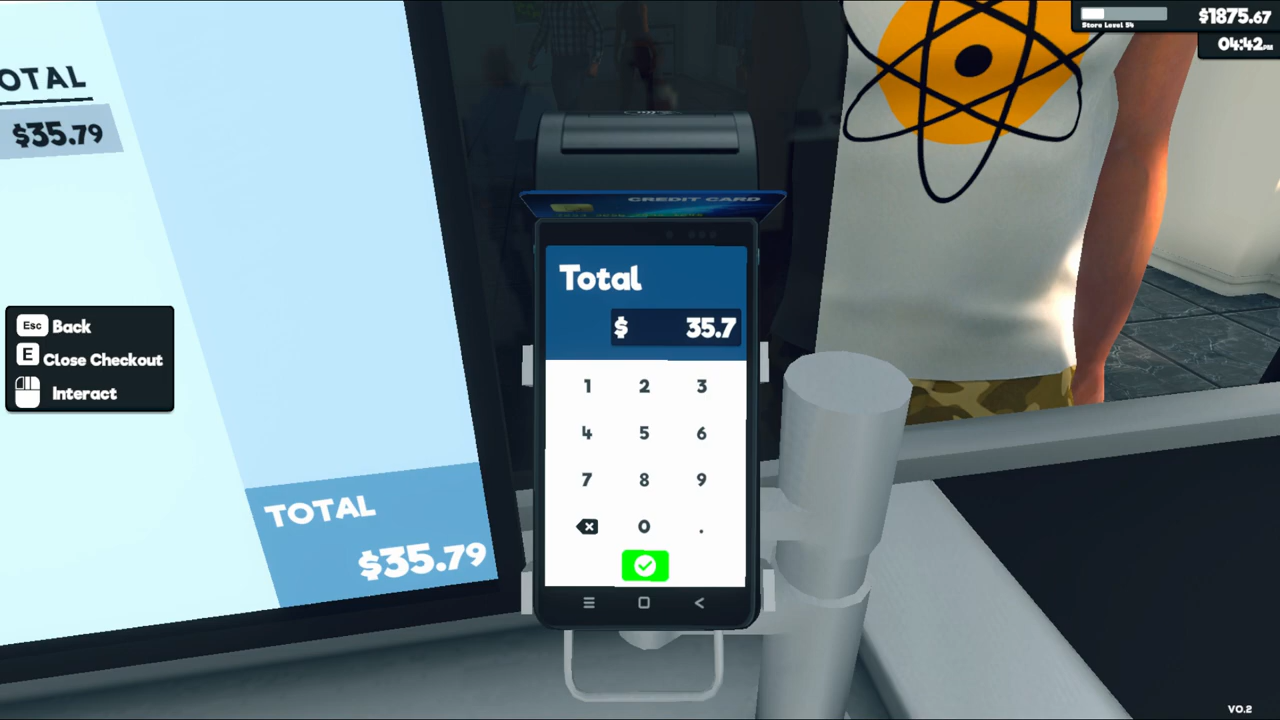 $1875.67
Store Level 54
04:42PM
OTAL
$35.79
CREDIT CARD
Total
$ 35.7
Esc Back
E Close Checkout
Interact
1 2 3
4 5 6
7 8 9
0 .
TOTAL
$35.79
V0.2